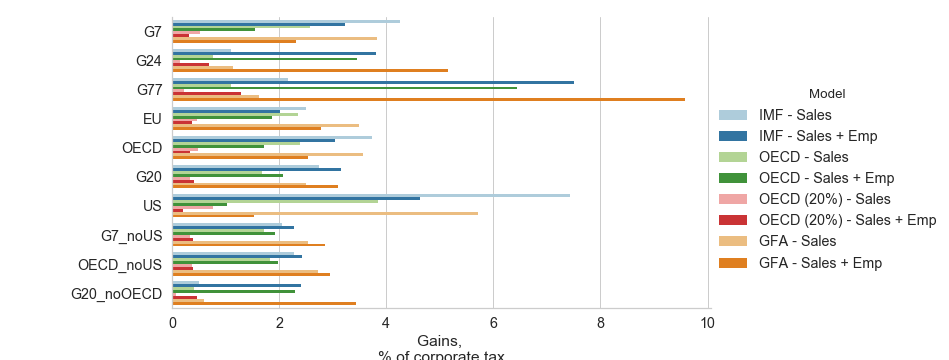 G7
G24
G77
EU
OECD
G20
US
G7_noUS
OECD_noUS
G20_noOECD
0 2 4 6 8 10
Gains,
% of corporate tax
Model
IMF - Sales
IMF - Sales + Emp
OECD - Sales
OECD - Sales + Emp
OECD (20%) - Sales
OECD (20%) - Sales + Emp
GFA - Sales
GFA - Sales + Emp